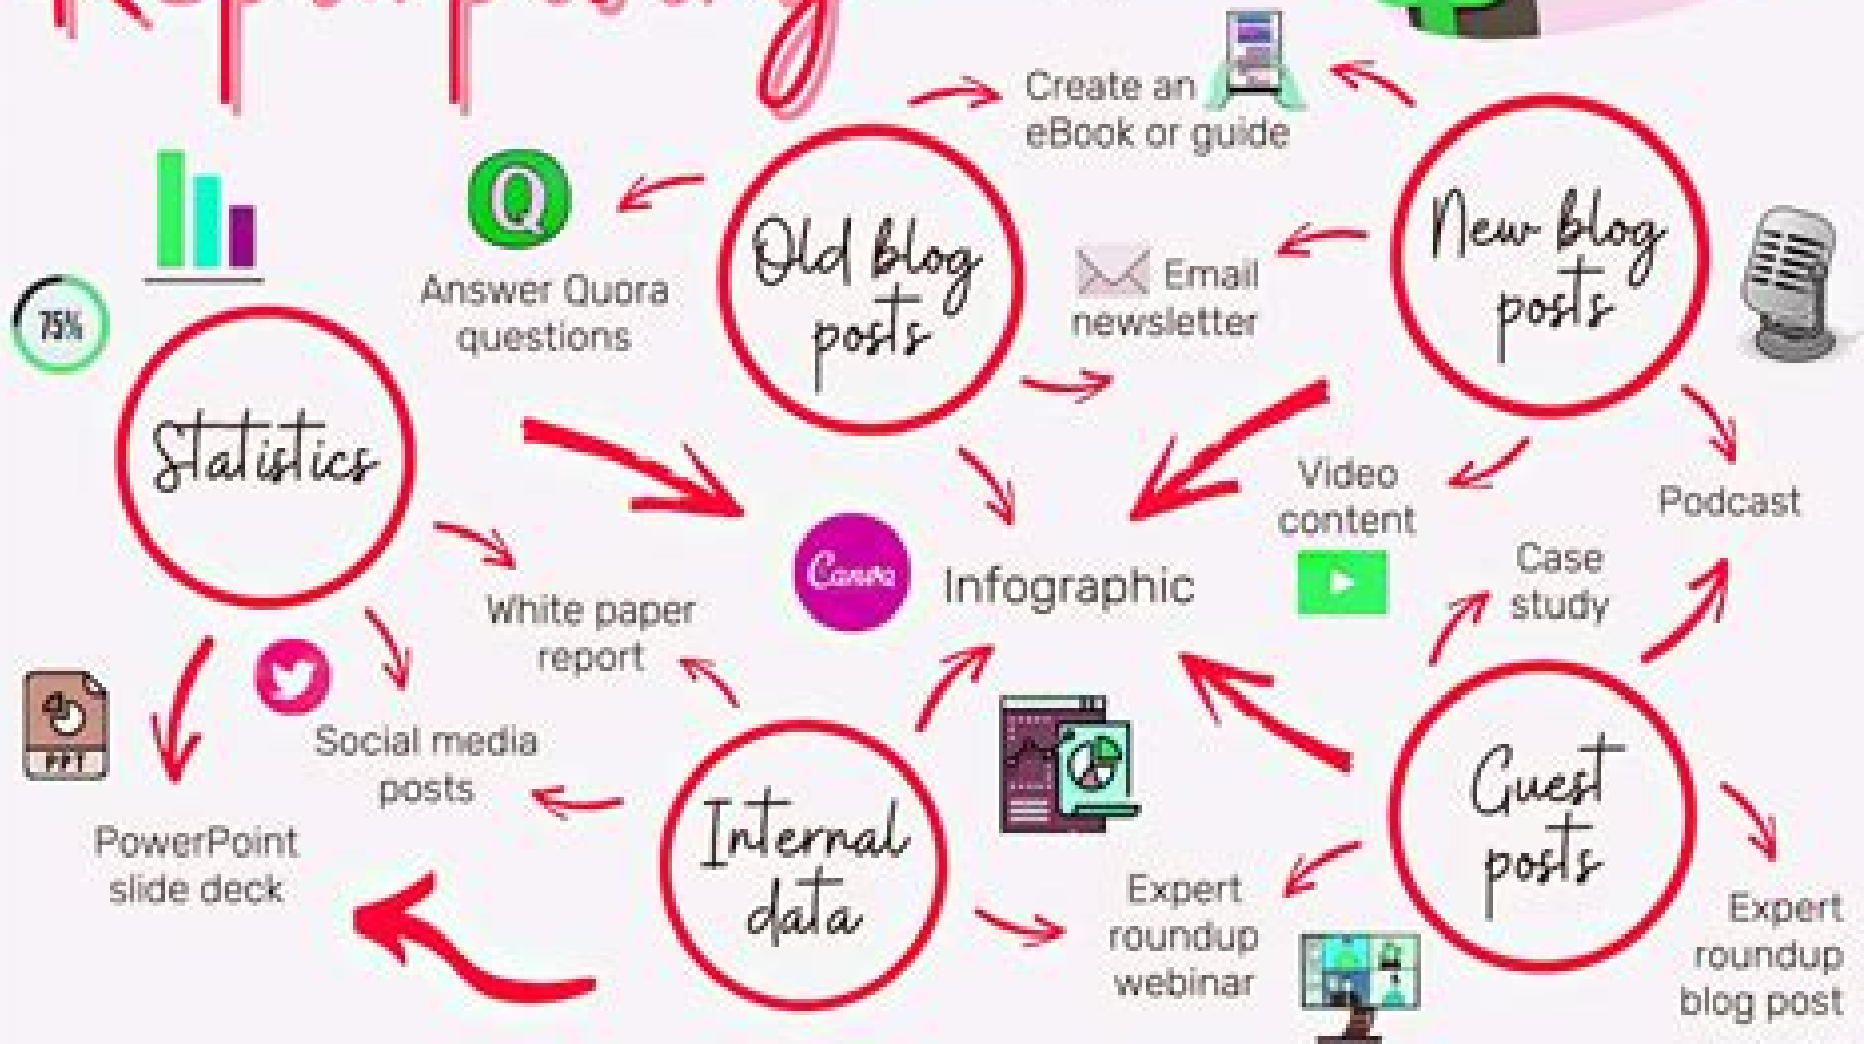 Repurposing
Create an
eBook or guide
Q
Answer Quora
questions
Old blog
posts
Email
newsletter
New blog
posts
75%
Statistics
Video
content
Podcast
Case
study
Canva
Infographic
White paper
report
Social media
posts
PPT
PowerPoint
slide deck
Internal
data
Guest
posts
Expert
roundup
webinar
Expert
roundup
blog post